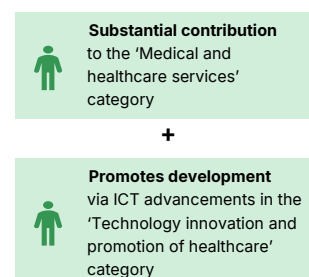 Substantial contribution
to the ‘Medical and
healthcare services’
category
+
Promotes development
via ICT advancements in the
‘Technology innovation and
promotion of healthcare’
category